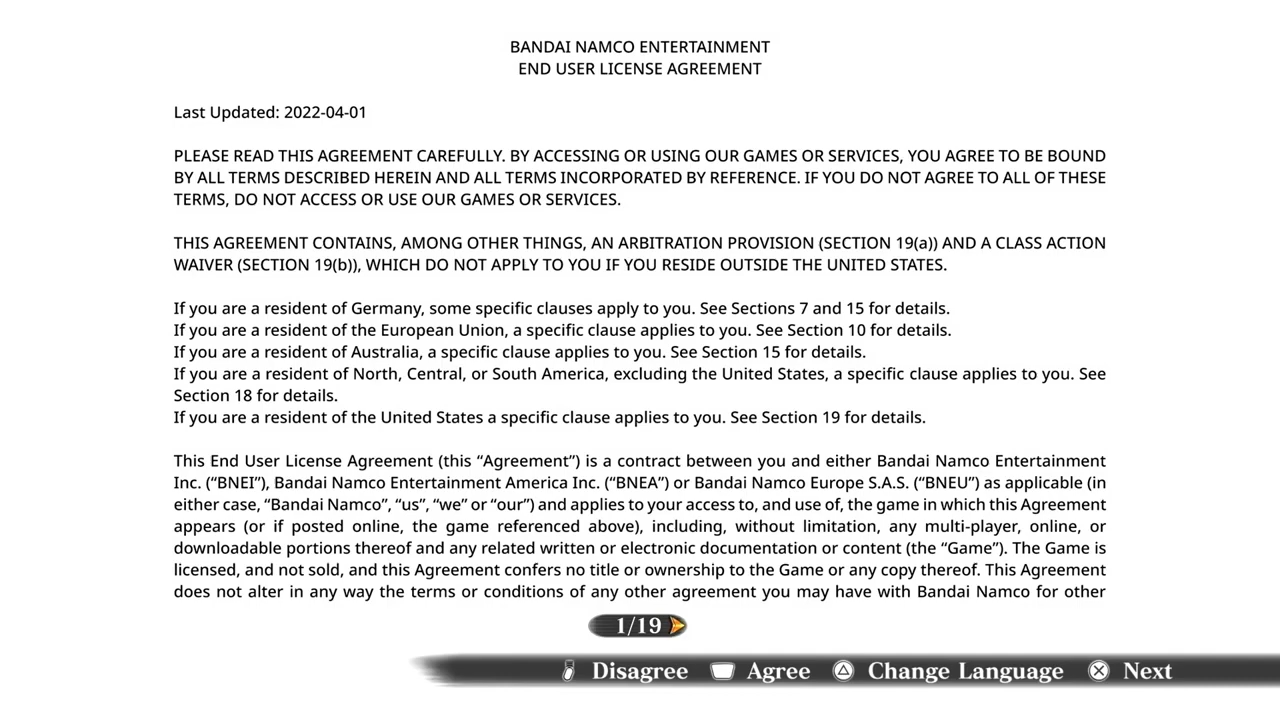 BANDAI NAMCO ENTERTAINMENT
END USER LICENSE AGREEMENT
Last Updated: 2022-04-01
PLEASE READ THIS AGREEMENT CAREFULLY. BY ACCESSING OR USING OUR GAMES OR SERVICES, YOU AGREE TO BE BOUND
BY ALL TERMS DESCRIBED HEREIN AND ALL TERMS INCORPORATED BY REFERENCE. IF YOU DO NOT AGREE TO ALL OF THESE
TERMS, DO NOT ACCESS OR USE OUR GAMES OR SERVICES.
THIS AGREEMENT CONTAINS, AMONG OTHER THINGS, AN ARBITRATION PROVISION (SECTION 19(a)) AND A CLASS ACTION
WAIVER (SECTION 19(b)), WHICH DO NOT APPLY TO YOU IF YOU RESIDE OUTSIDE THE UNITED STATES.
If you are a resident of Germany, some specific clauses apply to you. See Sections 7 and 15 for details.
If you are a resident of the European Union, a specific clause applies to you. See Section 10 for details.
If you are a resident of Australia, a specific clause applies to you. See Section 15 for details.
If you are a resident of North, Central, or South America, excluding the United States, a specific clause applies to you. See
Section 18 for details.
If you are a resident of the United States a specific clause applies to you. See Section 19 for details.
This End User License Agreement (this “Agreement”) is a contract between you and either Bandai Namco Entertainment
Inc. (“BNEI”), Bandai Namco Entertainment America Inc. (“BNEA”) or Bandai Namco Europe S.A.S. (“BNEU”) as applicable (in
either case, “Bandai Namco”, “us”, “we” or “our”) and applies to your access to, and use of, the game in which this Agreement
appears (or if posted online, the game referenced above), including, without limitation, any multi-player, online, or
downloadable portions thereof and any related written or electronic documentation or content (the “Game”). The Game is
licensed, and not sold, and this Agreement confers no title or ownership to the Game or any copy thereof. This Agreement
does not alter in any way the terms or conditions of any other agreement you may have with Bandai Namco for other
1/19
Disagree Agree Change Language Next